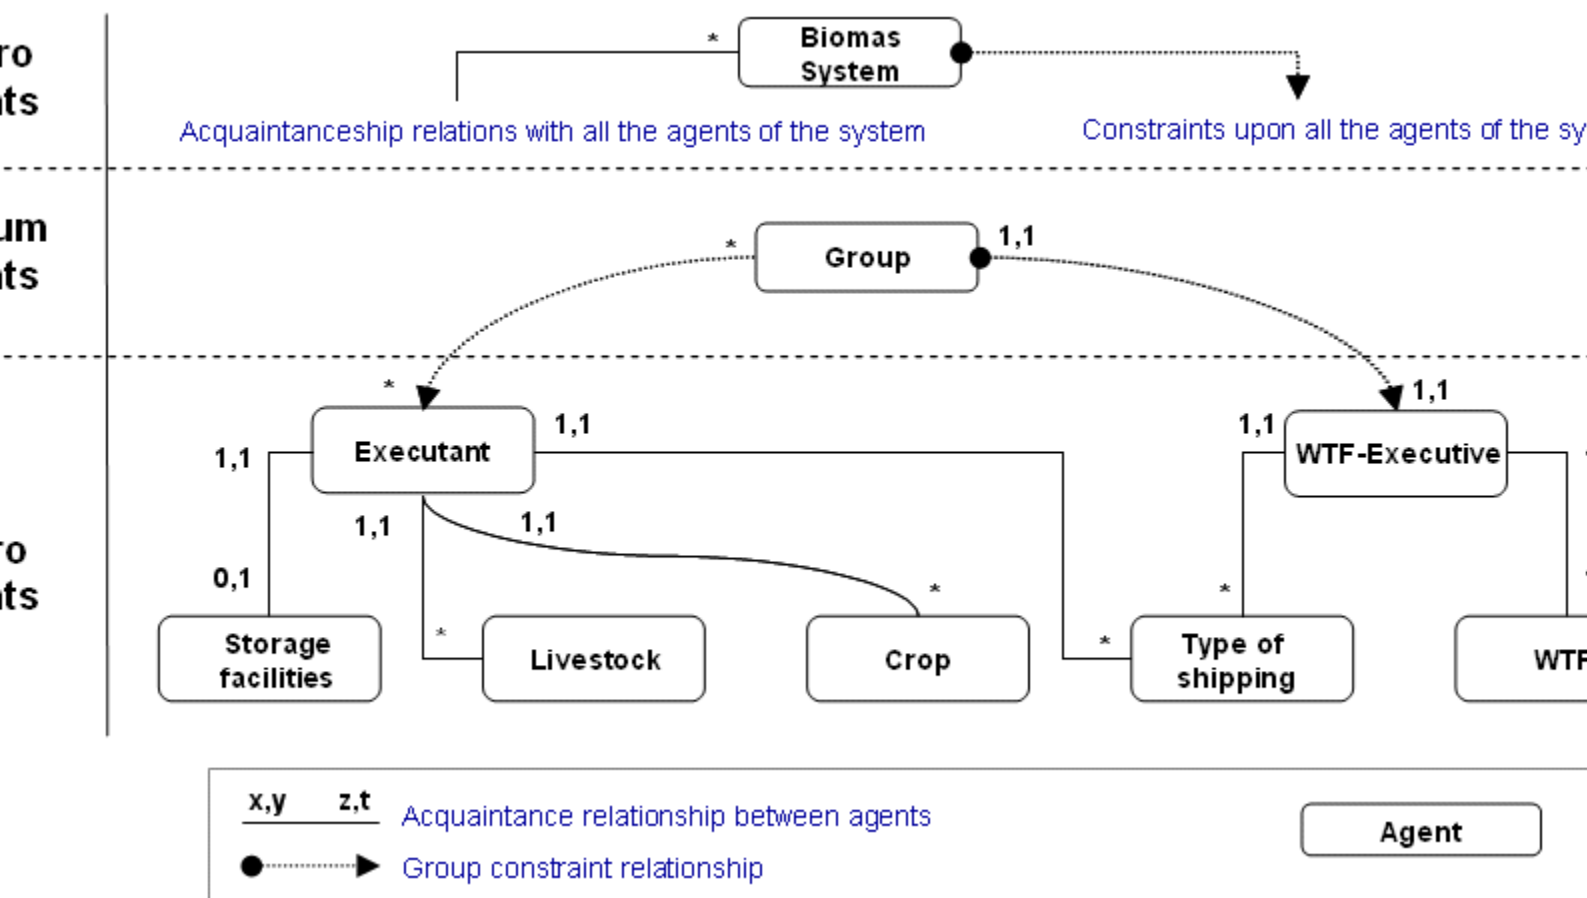 ro
nts
*
Biomas
System
Acquaintanceship relations with all the agents of the system
Constraints upon all the agents of the sy
um
nts
*
Group
1,1
*
Executant
1,1
1,1
1,1
WTF-Executive
1,1
1,1
1,1
0,1
*
*
*
*
ro
nts
Storage
facilities
Livestock
Crop
Type of
shipping
WTF
x,y z,t
Acquaintance relationship between agents
Group constraint relationship
Agent